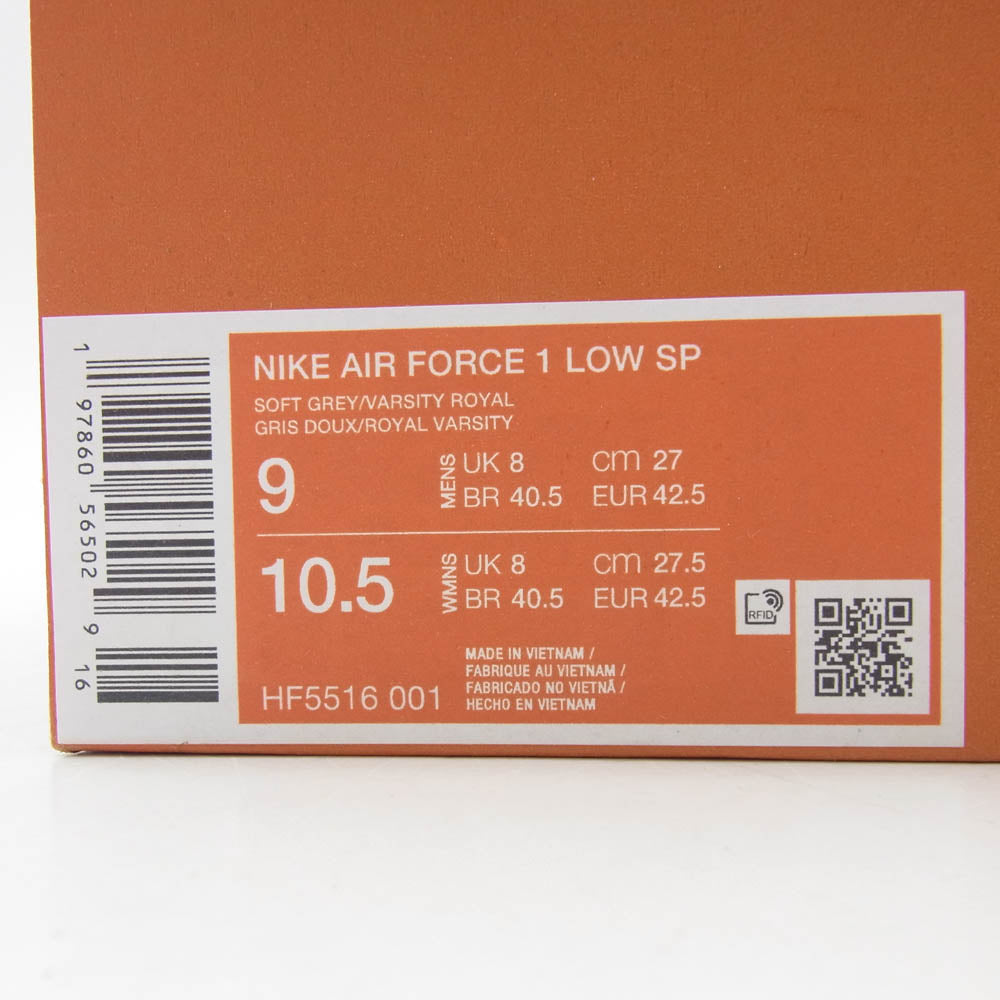 1 97860 56502 9 16
NIKE AIR FORCE 1 LOW SP
SOFT GREY/VARSITY ROYAL
GRIS DOUX/ROYAL VARSITY
9 MENS UK 8 cm 27
BR 40.5 EUR 42.5
10.5 WMNS UK 8 cm 27.5
BR 40.5 EUR 42.5
RFID
MADE IN VIETNAM /
FABRIQUE AU VIETNAM /
FABRICADO NO VIETNÃ /
HECHO EN VIETNAM
HF5516 001